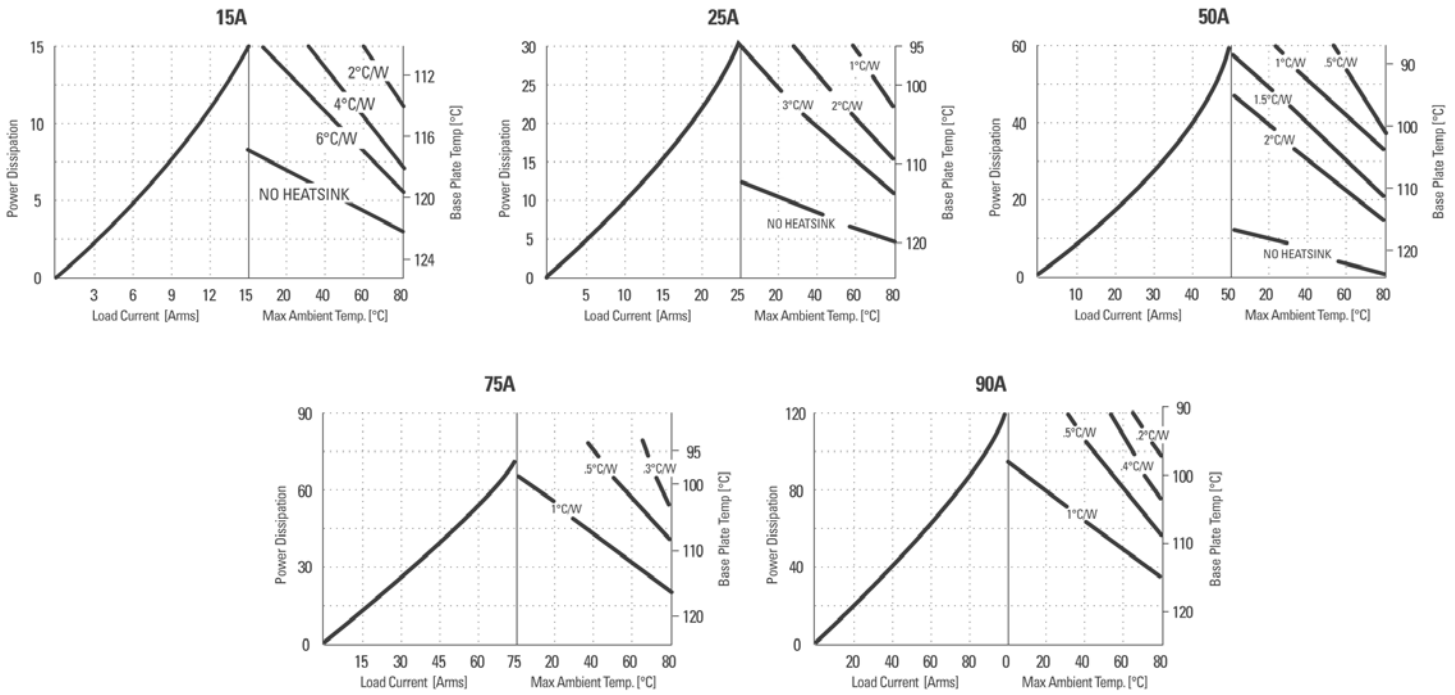 15A
15
10
5
0
Power Dissipation
2°C/W
4°C/W
6°C/W
NO HEATSINK
112
116
120
124
Base Plate Temp [°C]
3 6 9 12 15 20 40 60 80
Load Current [Arms] Max Ambient Temp. [°C]
25A
30
25
20
15
10
5
0
Power Dissipation
1°C/W
2°C/W
3°C/W
NO HEATSINK
95
100
110
120
Base Plate Temp [°C]
5 10 15 20 25 20 40 60 80
Load Current [Arms] Max Ambient Temp. [°C]
50A
60
40
20
0
Power Dissipation
.5°C/W
1°C/W
1.5°C/W
2°C/W
NO HEATSINK
90
100
110
120
Base Plate Temp [°C]
10 20 30 40 50 20 40 60 80
Load Current [Arms] Max Ambient Temp. [°C]
75A
90
60
30
0
Power Dissipation
.5°C/W
.3°C/W
1°C/W
95
100
110
120
Base Plate Temp [°C]
15 30 45 60 75 20 40 60 80
Load Current [Arms] Max Ambient Temp. [°C]
90A
120
80
40
0
Power Dissipation
.5°C/W
.2°C/W
.4°C/W
1°C/W
90
100
110
120
Base Plate Temp [°C]
20 40 60 80 0 20 40 60 80
Load Current [Arms] Max Ambient Temp. [°C]